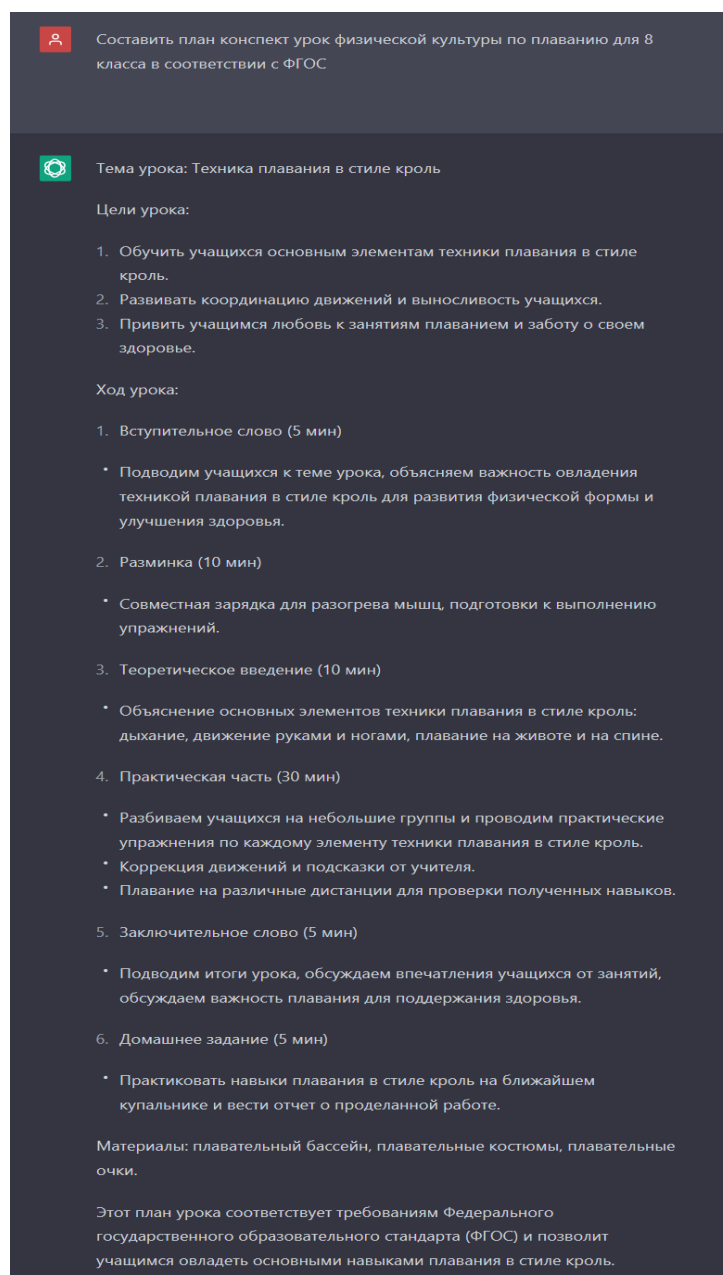 Составить план конспект урок физической культуры по плаванию для 8
класса в соответствии с ФГОС
Тема урока: Техника плавания в стиле кроль
Цели урока:
1. Обучить учащихся основным элементам техники плавания в стиле
кроль.
2. Развивать координацию движений и выносливость учащихся.
3. Привить учащимся любовь к занятиям плаванием и заботу о своем
здоровье.
Ход урока:
1. Вступительное слово (5 мин)
• Подводим учащихся к теме урока, объясняем важность овладения
техникой плавания в стиле кроль для развития физической формы и
улучшения здоровья.
2. Разминка (10 мин)
• Совместная зарядка для разогрева мышц, подготовки к выполнению
упражнений.
3. Теоретическое введение (10 мин)
• Объяснение основных элементов техники плавания в стиле кроль:
дыхание, движение руками и ногами, плавание на животе и на спине.
4. Практическая часть (30 мин)
• Разбиваем учащихся на небольшие группы и проводим практические
упражнения по каждому элементу техники плавания в стиле кроль.
• Коррекция движений и подсказки от учителя.
• Плавание на различные дистанции для проверки полученных навыков.
5. Заключительное слово (5 мин)
• Подводим итоги урока, обсуждаем впечатления учащихся от занятий,
обсуждаем важность плавания для поддержания здоровья.
6. Домашнее задание (5 мин)
• Практиковать навыки плавания в стиле кроль на ближайшем
купальнике и вести отчет о проделанной работе.
Материалы: плавательный бассейн, плавательные костюмы, плавательные
очки.
Этот план урока соответствует требованиям Федерального
государственного образовательного стандарта (ФГОС) и позволит
учащимся овладеть основными навыками плавания в стиле кроль.